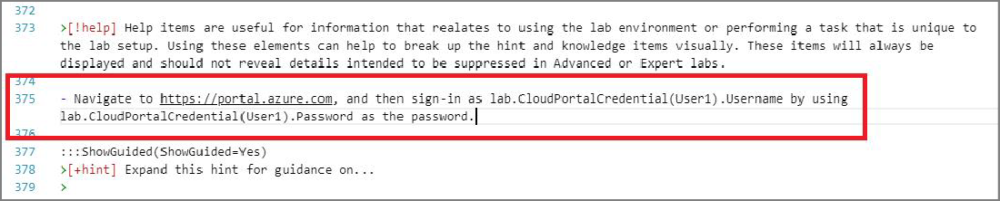 372
373 >[!help] Help items are useful for information that realates to using the lab environment or performing a task that is unique to
the lab setup. Using these elements can help to break up the hint and knowledge items visually. These items will always be
displayed and should not reveal details intended to be suppressed in Advanced or Expert labs.
374
375 - Navigate to https://portal.azure.com, and then sign-in as lab.CloudPortalCredential(User1).Username by using
lab.CloudPortalCredential(User1).Password as the password.
376
377 :::ShowGuided(ShowGuided=Yes)
378 >[+hint] Expand this hint for guidance on...
379 >